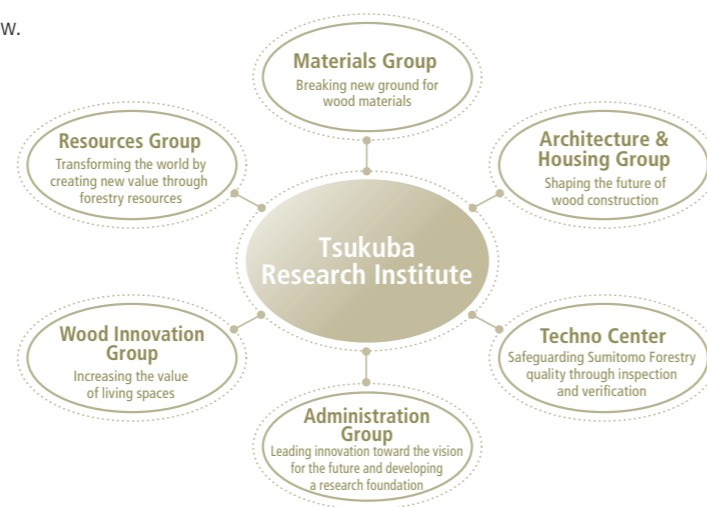 w.
Materials Group
Breaking new ground for
wood materials
Resources Group
Transforming the world by
creating new value through
forestry resources
Architecture &
Housing Group
Shaping the future of
wood construction
Tsukuba
Research Institute
Wood Innovation
Group
Increasing the value
of living spaces
Techno Center
Safeguarding Sumitomo Forestry
quality through inspection
and verification
Administration
Group
Leading innovation toward the vision
for the future and developing
a research foundation